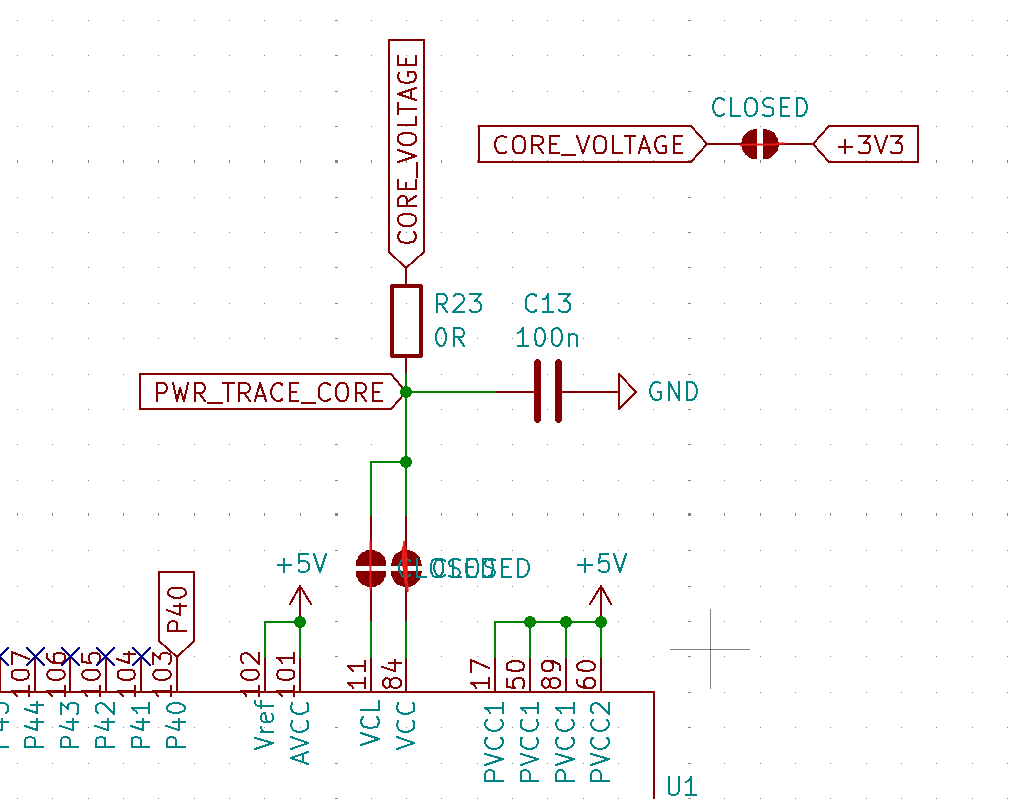 CORE_VOLTAGE
CLOSED
CORE_VOLTAGE
+3V3
R23
0R
C13
100n
PWR_TRACE_CORE
GND
+5V
CLOSED
CLOSED
+5V
P40
107
106
105
104
103
102
101
11
84
17
50
89
60
P44
P43
P42
P41
P40
Vref
AVCC
VCL
VCC
PVCC1
PVCC1
PVCC1
PVCC2
U1